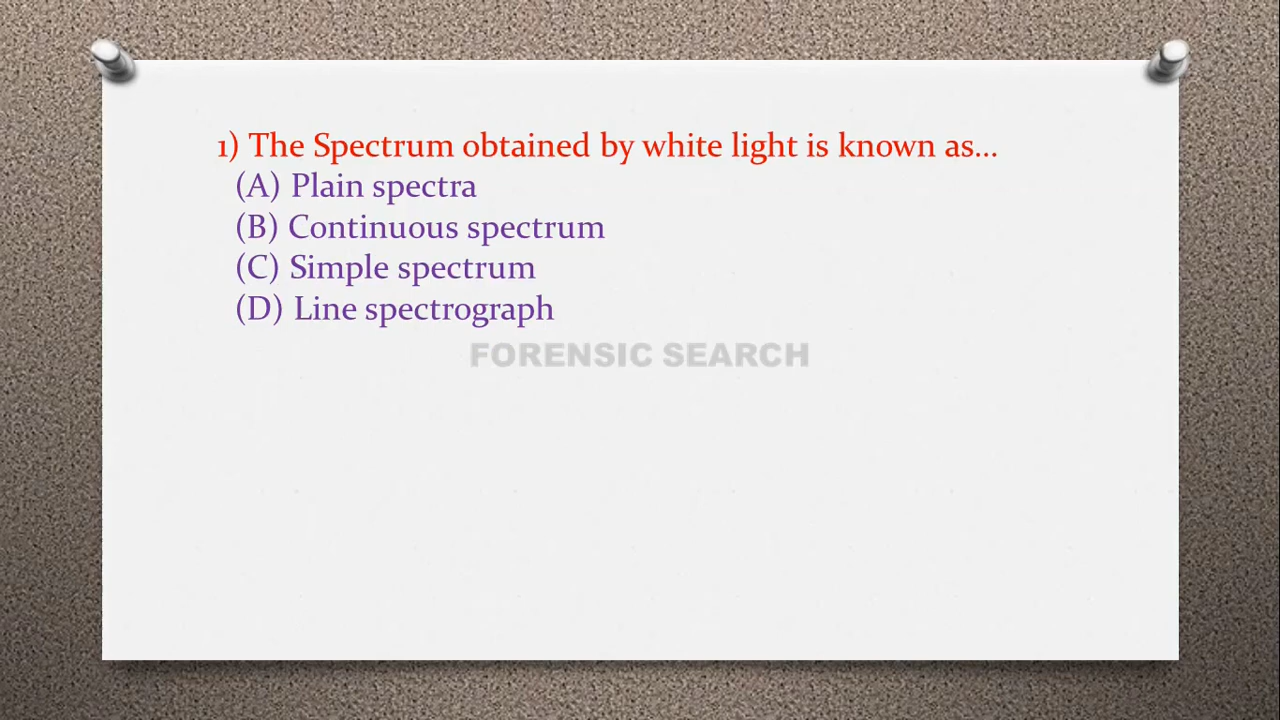 1) The Spectrum obtained by white light is known as...
(A) Plain spectra
(B) Continuous spectrum
(C) Simple spectrum
(D) Line spectrograph
FORENSIC SEARCH